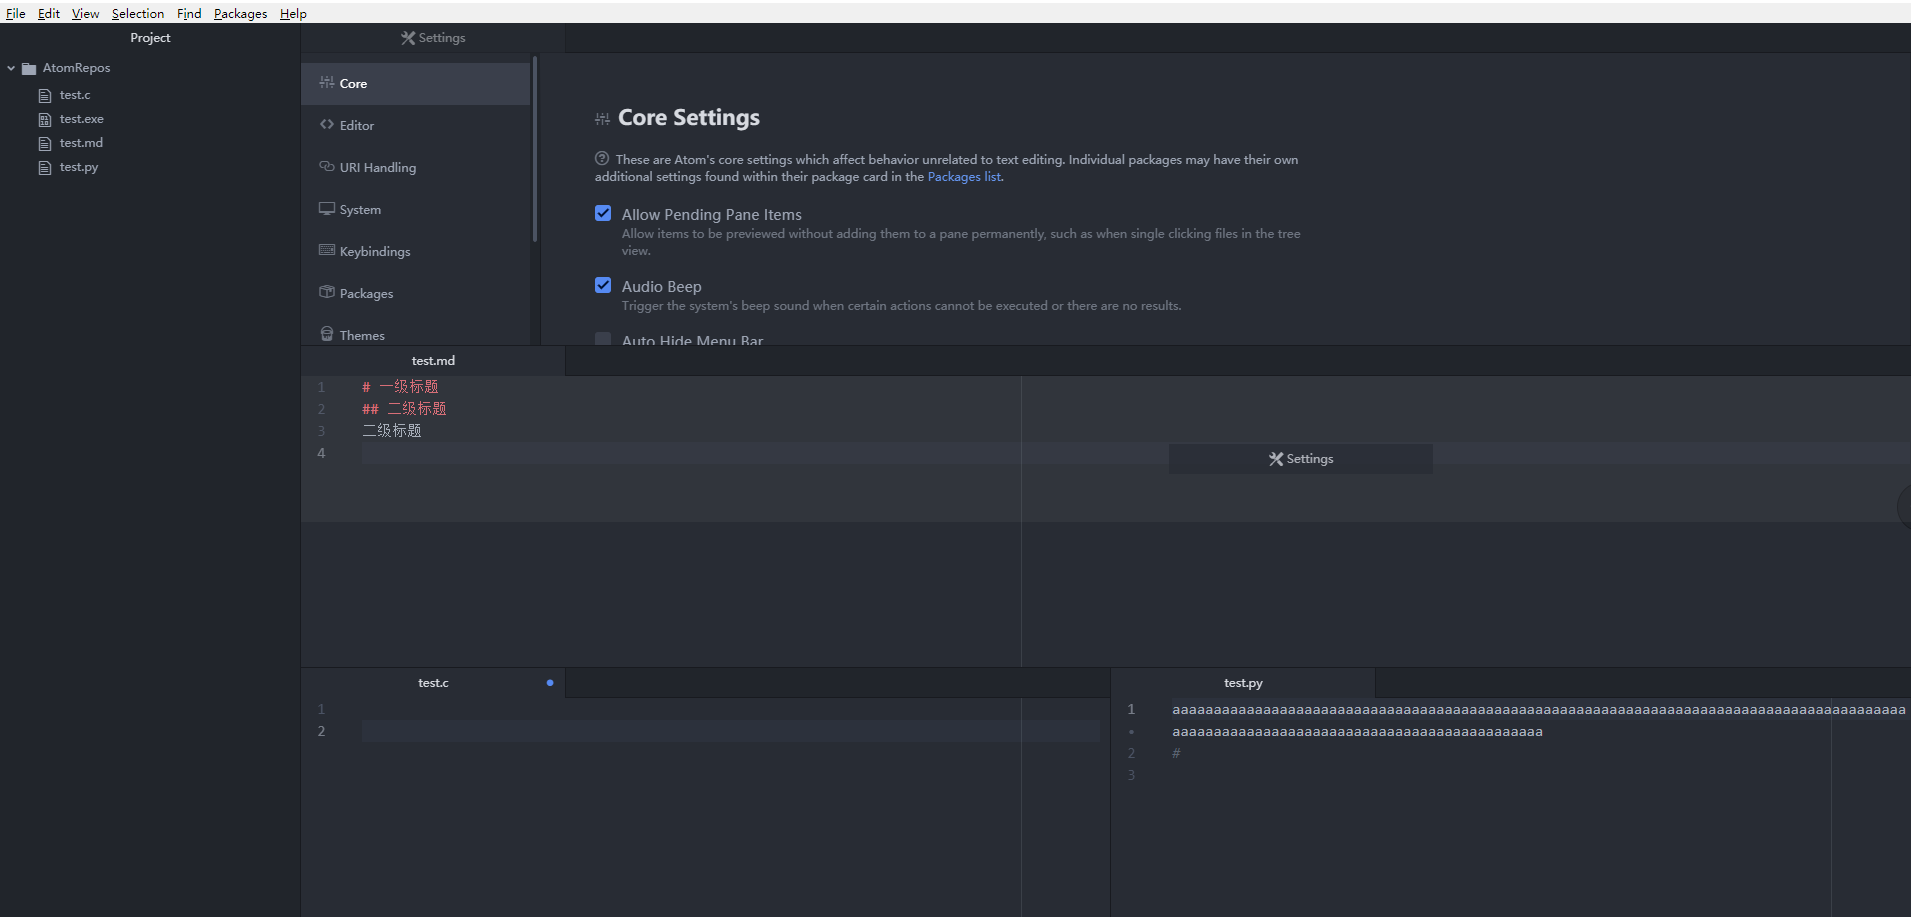 File Edit View Selection Find Packages Help
Project
AtomRepos
test.c
test.exe
test.md
test.py
Settings
Core
Editor
URI Handling
System
Keybindings
Packages
Themes
Core Settings
These are Atom's core settings which affect behavior unrelated to text editing. Individual packages may have their own
additional settings found within their package card in the Packages list.
Allow Pending Pane Items
Allow items to be previewed without adding them to a pane permanently, such as when single clicking files in the tree
view.
Audio Beep
Trigger the system's beep sound when certain actions cannot be executed or there are no results.
Auto Hide Menu Bar
test.md
1 # 一级标题
2 ## 二级标题
3 二级标题
4
Settings
test.c
1
2
test.py
1 aaaaaaaaaaaaaaaaaaaaaaaaaaaaaaaaaaaaaaaaaaaaaaaaaaaaaaaaaaaaaaaaaaaaaaaaaaaaaaaaaaaaaaaaa
• aaaaaaaaaaaaaaaaaaaaaaaaaaaaaaaaaaaaaaaaaaaaa
2 #
3